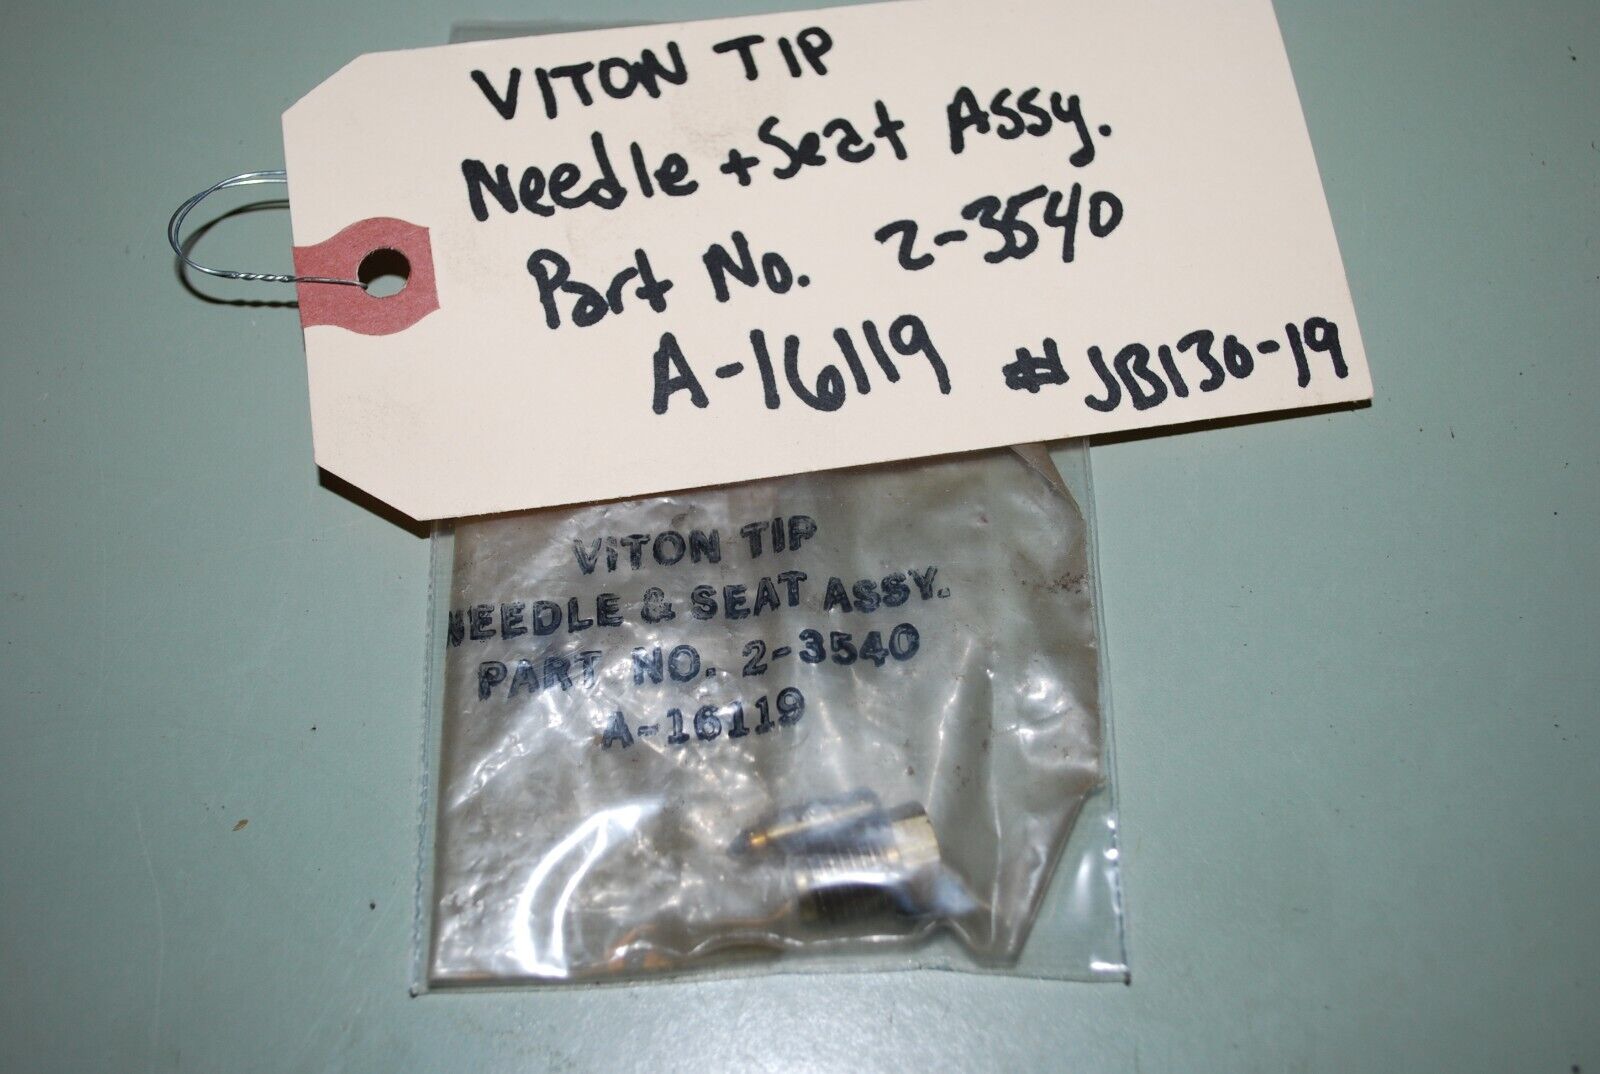 VITON TIP
Needle + Seat Assy.
Part No. 2-3540
A-16119 #JB130-19
VITON TIP
NEEDLE & SEAT ASSY.
PART NO. 2-3540
A-16119